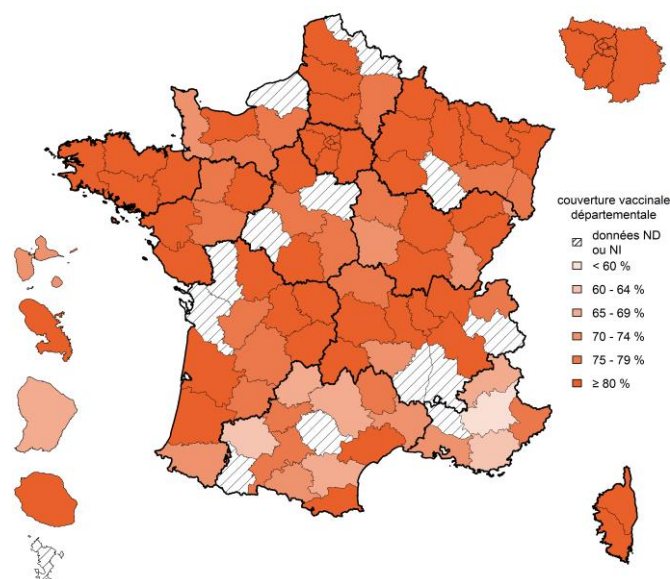 couverture vaccinale
départementale
données ND
ou NI
< 60 %
60 - 64 %
65 - 69 %
70 - 74 %
75 - 79 %
≥ 80 %